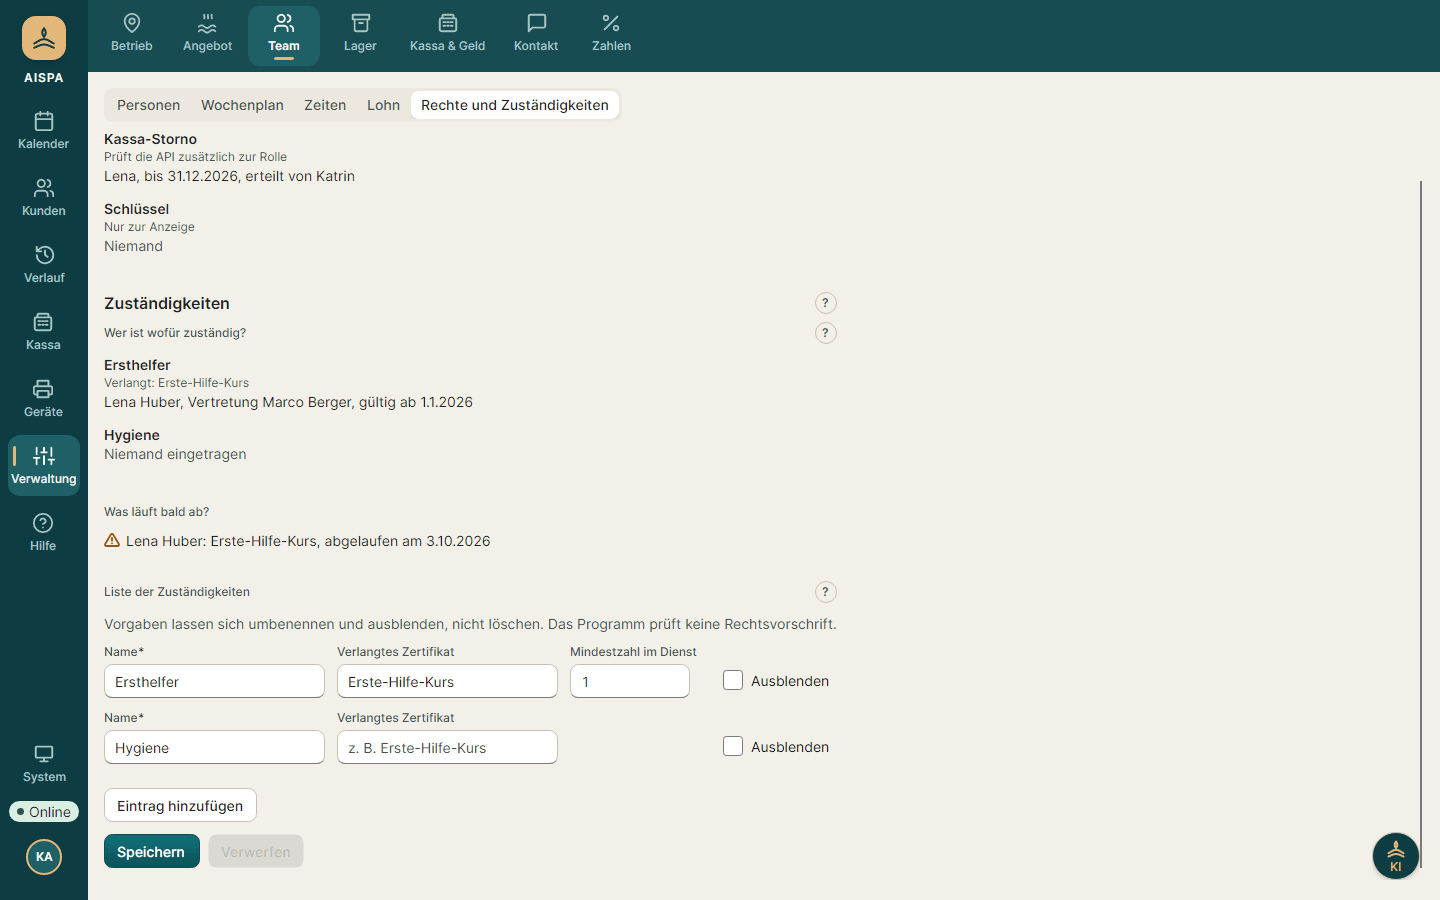 AISPA
Kalender
Kunden
Verlauf
Kassa
Geräte
Verwaltung
Hilfe
System
Online
KA
Betrieb
Angebot
Team
Lager
Kassa & Geld
Kontakt
Zahlen
Personen
Wochenplan
Zeiten
Lohn
Rechte und Zuständigkeiten
Kassa-Storno
Prüft die API zusätzlich zur Rolle
Lena, bis 31.12.2026, erteilt von Katrin
Schlüssel
Nur zur Anzeige
Niemand
Zuständigkeiten
?
Wer ist wofür zuständig?
?
Ersthelfer
Verlangt: Erste-Hilfe-Kurs
Lena Huber, Vertretung Marco Berger, gültig ab 1.1.2026
Hygiene
Niemand eingetragen
Was läuft bald ab?
Lena Huber: Erste-Hilfe-Kurs, abgelaufen am 3.10.2026
Liste der Zuständigkeiten
?
Vorgaben lassen sich umbenennen und ausblenden, nicht löschen. Das Programm prüft keine Rechtsvorschrift.
Name* Verlangtes Zertifikat Mindestzahl im Dienst
Ersthelfer Erste-Hilfe-Kurs 1 Ausblenden
Name* Verlangtes Zertifikat
Hygiene z. B. Erste-Hilfe-Kurs Ausblenden
Eintrag hinzufügen
Speichern Verwerfen
KI